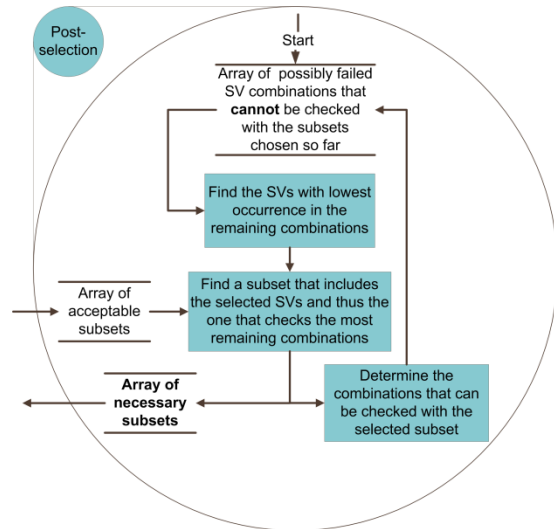 Post-
selection
Start
Array of possibly failed
SV combinations that
cannot be checked
with the subsets
chosen so far
Find the SVs with lowest
occurrence in the
remaining combinations
Array of
acceptable
subsets
Find a subset that includes
the selected SVs and thus the
one that checks the most
remaining combinations
Array of
necessary
subsets
Determine the
combinations that can
be checked with the
selected subset